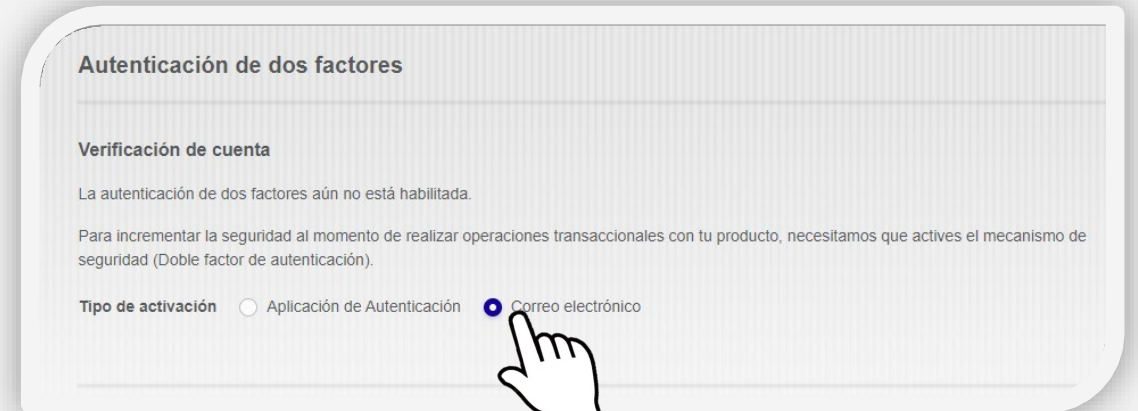 Autenticación de dos factores
Verificación de cuenta
La autenticación de dos factores aún no está habilitada.
Para incrementar la seguridad al momento de realizar operaciones transaccionales con tu producto, necesitamos que actives el mecanismo de
seguridad (Doble factor de autenticación).
Tipo de activación Aplicación de Autenticación Correo electrónico